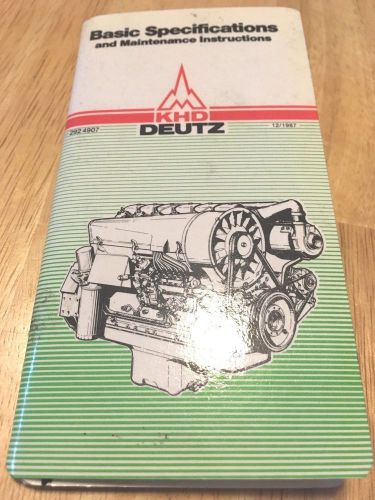 Basic Specifications
and Maintenance Instructions
KHD
DEUTZ
292 4907
12/1987